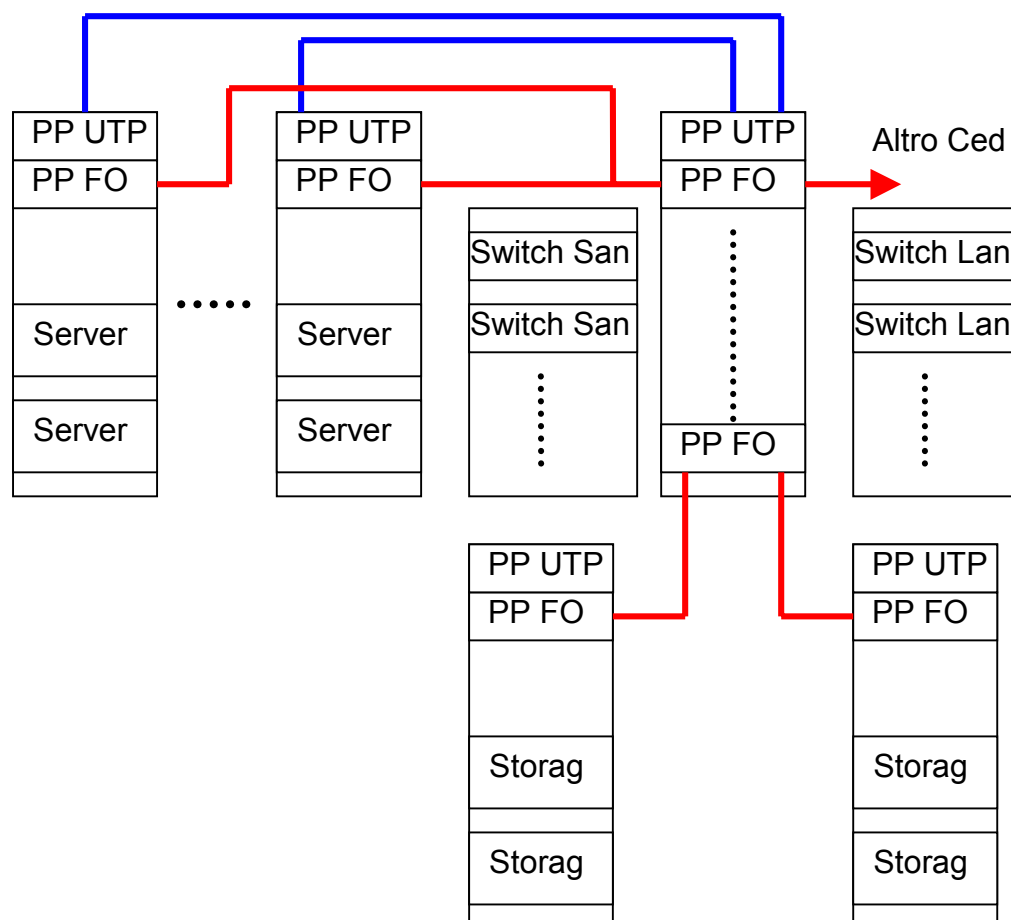 PP UTP
PP UTP
PP UTP
Altro Ced
PP FO
PP FO
PP FO
Switch San
Switch Lan
Server
Server
Switch San
Switch Lan
Server
Server
PP FO
PP UTP
PP UTP
PP FO
PP FO
Storag
Storag
Storag
Storag